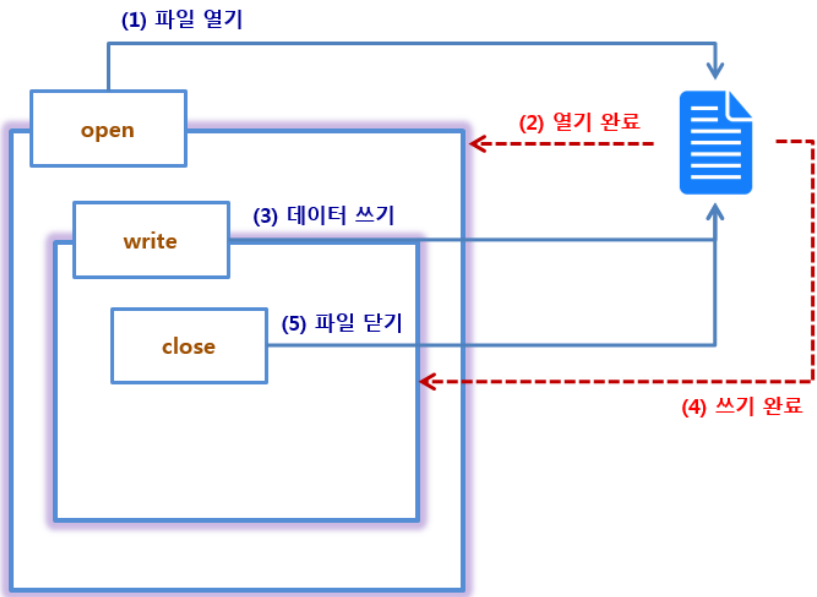 (1) 파일 열기
open
(2) 열기 완료
write
(3) 데이터 쓰기
close
(5) 파일 닫기
(4) 쓰기 완료